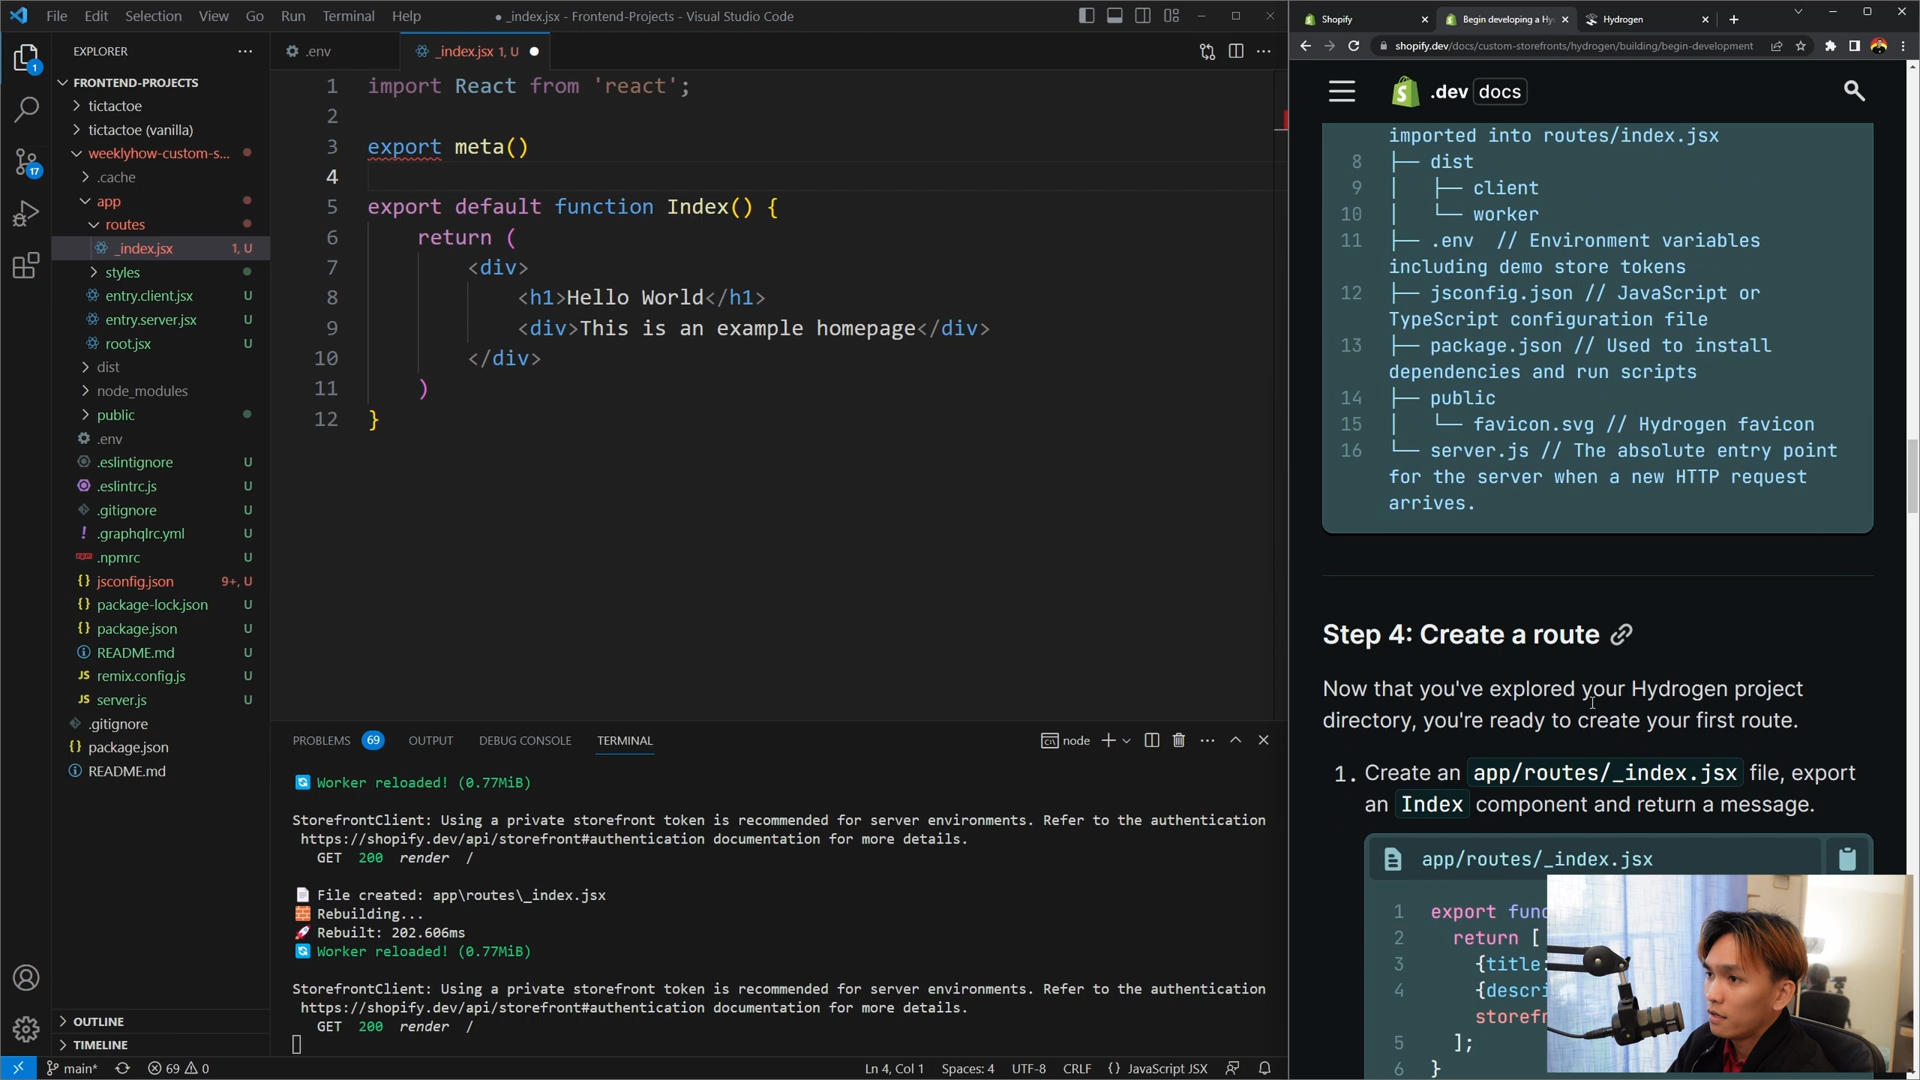 File Edit Selection View Go Run Terminal Help
● _index.jsx - Frontend-Projects - Visual Studio Code
EXPLORER
FRONTEND-PROJECTS
tictactoe
tictactoe (vanilla)
weeklyhow-custom-s...
.cache
app
routes
_index.jsx 1, U
styles
entry.client.jsx U
entry.server.jsx U
root.jsx U
dist
node_modules
public
.env
.eslintignore U
.eslintrc.js U
.gitignore U
.graphqlrc.yml U
.npmrc U
jsconfig.json 9+, U
package-lock.json U
package.json U
README.md U
remix.config.js U
server.js U
.gitignore
package.json
README.md
OUTLINE
TIMELINE
1
17
.env
_index.jsx 1, U
1 import React from 'react';
2
3 export meta()
4
5 export default function Index() {
6 return (
7 <div>
8 <h1>Hello World</h1>
9 <div>This is an example homepage</div>
10 </div>
11 )
12 }
PROBLEMS 69 OUTPUT DEBUG CONSOLE TERMINAL
node
Worker reloaded! (0.77MiB)
StorefrontClient: Using a private storefront token is recommended for server environments. Refer to the authentication
https://shopify.dev/api/storefront#authentication documentation for more details.
GET 200 render /
File created: app\routes\_index.jsx
Rebuilding...
Rebuilt: 202.606ms
Worker reloaded! (0.77MiB)
StorefrontClient: Using a private storefront token is recommended for server environments. Refer to the authentication
https://shopify.dev/api/storefront#authentication documentation for more details.
GET 200 render /
main* 69 0
Ln 4, Col 1 Spaces: 4 UTF-8 CRLF {} JavaScript JSX
Shopify
Begin developing a Hy
Hydrogen
shopify.dev/docs/custom-storefronts/hydrogen/building/begin-development
.dev docs
imported into routes/index.jsx
8 ├── dist
9 │ ├── client
10 │ └── worker
11 ├── .env // Environment variables
including demo store tokens
12 ├── jsconfig.json // JavaScript or
TypeScript configuration file
13 ├── package.json // Used to install
dependencies and run scripts
14 ├── public
15 │ └── favicon.svg // Hydrogen favicon
16 └── server.js // The absolute entry point
for the server when a new HTTP request
arrives.
Step 4: Create a route
Now that you've explored your Hydrogen project
directory, you're ready to create your first route.
1. Create an app/routes/_index.jsx file, export
an Index component and return a message.
app/routes/_index.jsx
1 export func
2 return [
3 {title:
4 {descri
storefr
5 ];
6 }